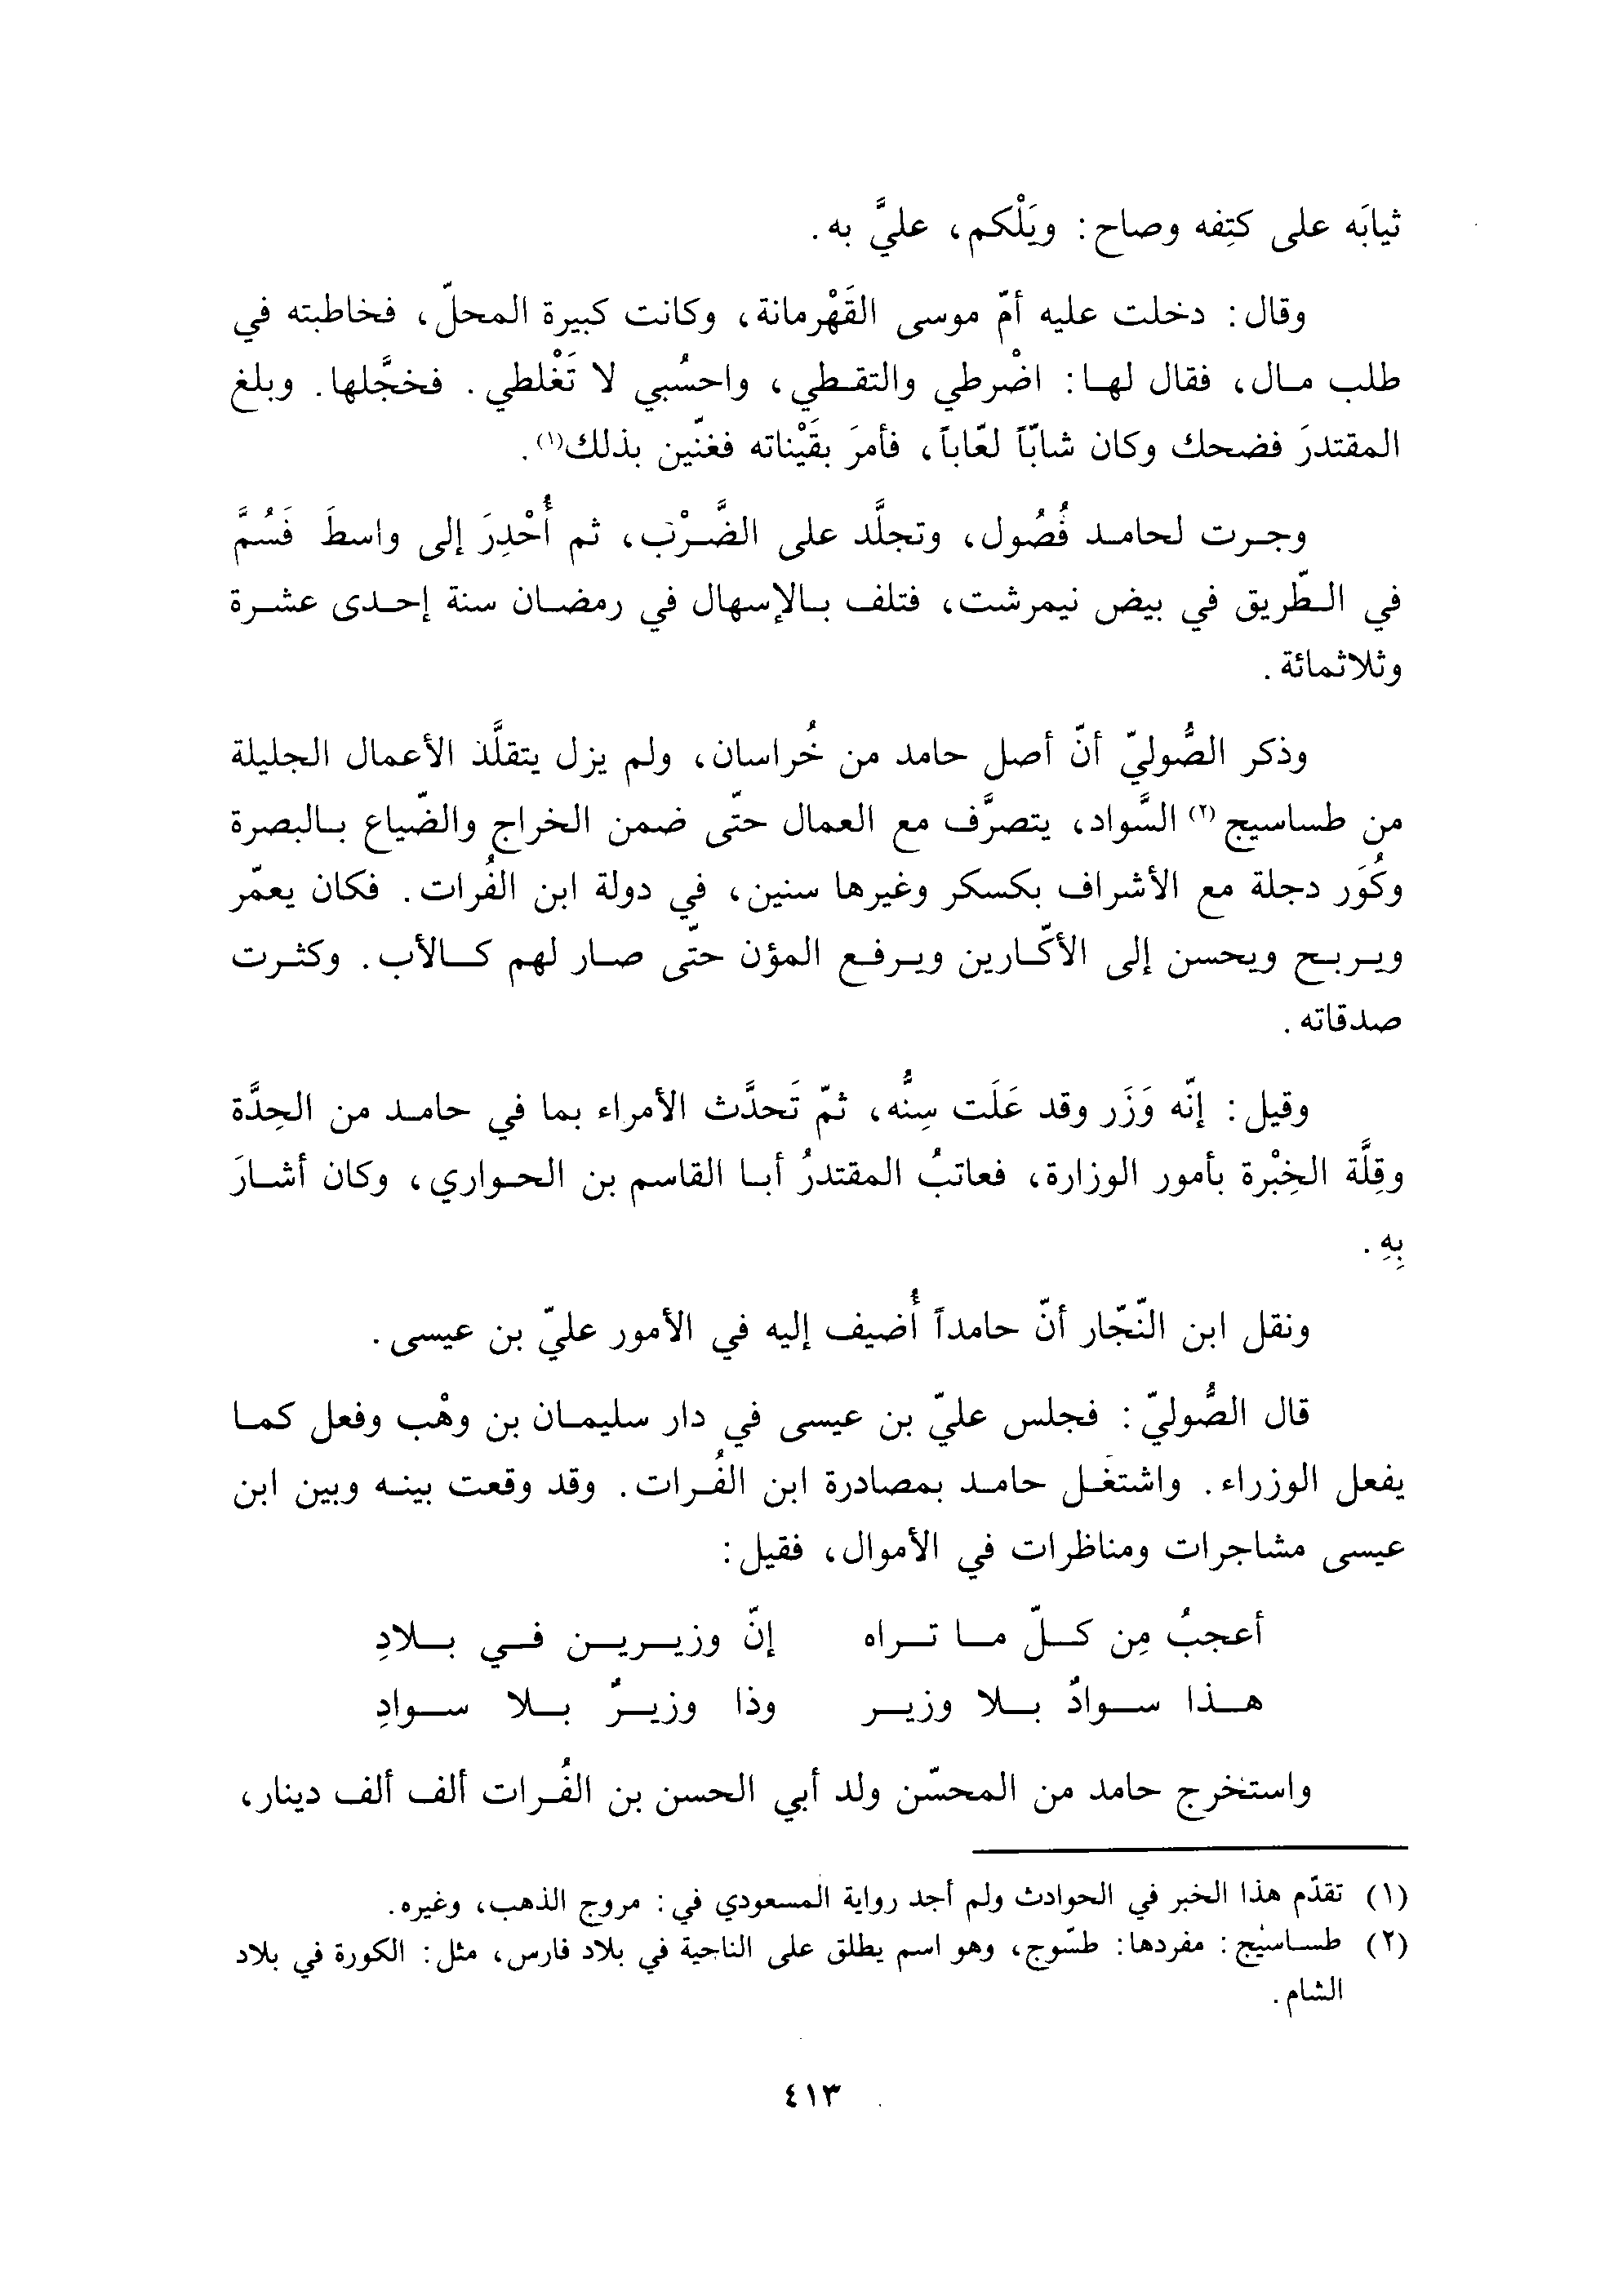 ثيابَه على كتِفه وصاح: ويَلْكم، عليَّ به.
وقال: دخلت عليه أمّ موسى القَهْرمانة، وكانت كبيرة المحلّ، فخاطبته في
طلب مال، فقال لها: اضْرطي والتقطي، واحسُبي لا تَغْلطي. فخجَّلها. وبلغ
المقتدرَ فضحك وكان شابّاً لعّاباً، فأمرَ بقَيْناته فغنّين بذلك(١).
وجرت لحامد فُصُول، وتجلَّد على الضَّرْب، ثم أُحْدِرَ إلى واسطَ فَسُمَّ
في الطّريق في بيض نيمرشت، فتلف بالإسهال في رمضان سنة إحدى عشرة
وثلاثمائة.
وذكر الصُّوليّ أنّ أصل حامد من خُراسان، ولم يزل يتقلَّد الأعمال الجليلة
من طساسيج(٢) السَّواد، يتصرَّف مع العمال حتّى ضمن الخراج والضّياع بالبصرة
وكُوَر دجلة مع الأشراف بكسكر وغيرها سنين، في دولة ابن الفُرات. فكان يعمّر
ويربح ويحسن إلى الأكّارين ويرفع المؤن حتّى صار لهم كالأب. وكثرت
صدقاته.
وقيل: إنّه وَزَر وقد عَلَت سِنُّه، ثمّ تَحدَّث الأمراء بما في حامد من الحِدَّة
وقِلَّة الخِبْرة بأمور الوزارة، فعاتبُ المقتدرُ أبا القاسم بن الحواري، وكان أشارَ
بِهِ.
ونقل ابن النّجّار أنّ حامداً أُضيف إليه في الأمور عليّ بن عيسى.
قال الصُّوليّ: فجلس عليّ بن عيسى في دار سليمان بن وهْب وفعل كما
يفعل الوزراء. واشتغَل حامد بمصادرة ابن الفُرات. وقد وقعت بينه وبين ابن
عيسى مشاجرات ومناظرات في الأموال، فقيل:
أعجبُ مِن كلّ ما تراه إنّ وزيرين في بلادِ
هذا سوادٌ بلا وزير وذا وزيرٌ بلا سوادِ
واستخرج حامد من المحسّن ولد أبي الحسن بن الفُرات ألف ألف دينار،
(١) تقدّم هذا الخبر في الحوادث ولم أجد رواية المسعودي في: مروج الذهب، وغيره.
(٢) طساسيج: مفردها: طسّوج، وهو اسم يطلق على الناحية في بلاد فارس، مثل: الكورة في بلاد
الشام.
٤١٣